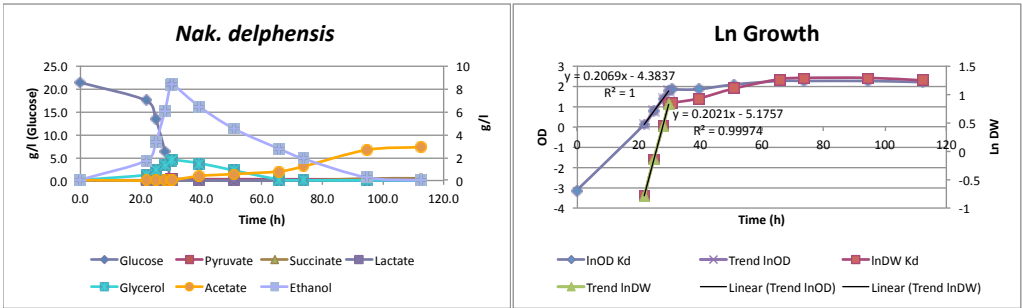 Nak. delphensis
25.0
20.0
15.0
10.0
5.0
0.0
g/l (Glucose)
10
8
6
4
2
0
g/l
0.0 20.0 40.0 60.0 80.0 100.0 120.0
Time (h)
Glucose Pyruvate Succinate Lactate
Glycerol Acetate Ethanol
Ln Growth
3
2
1
0
-1
-2
-3
-4
OD
1.5
1
0.5
0
-0.5
-1
Ln DW
y = 0.2069x - 4.3837
R² = 1
y = 0.2021x - 5.1757
R² = 0.99974
0 20 40 60 80 100 120
Time (h)
lnOD Kd Trend lnOD lnDW Kd
Trend lnDW Linear (Trend lnOD) Linear (Trend lnDW)